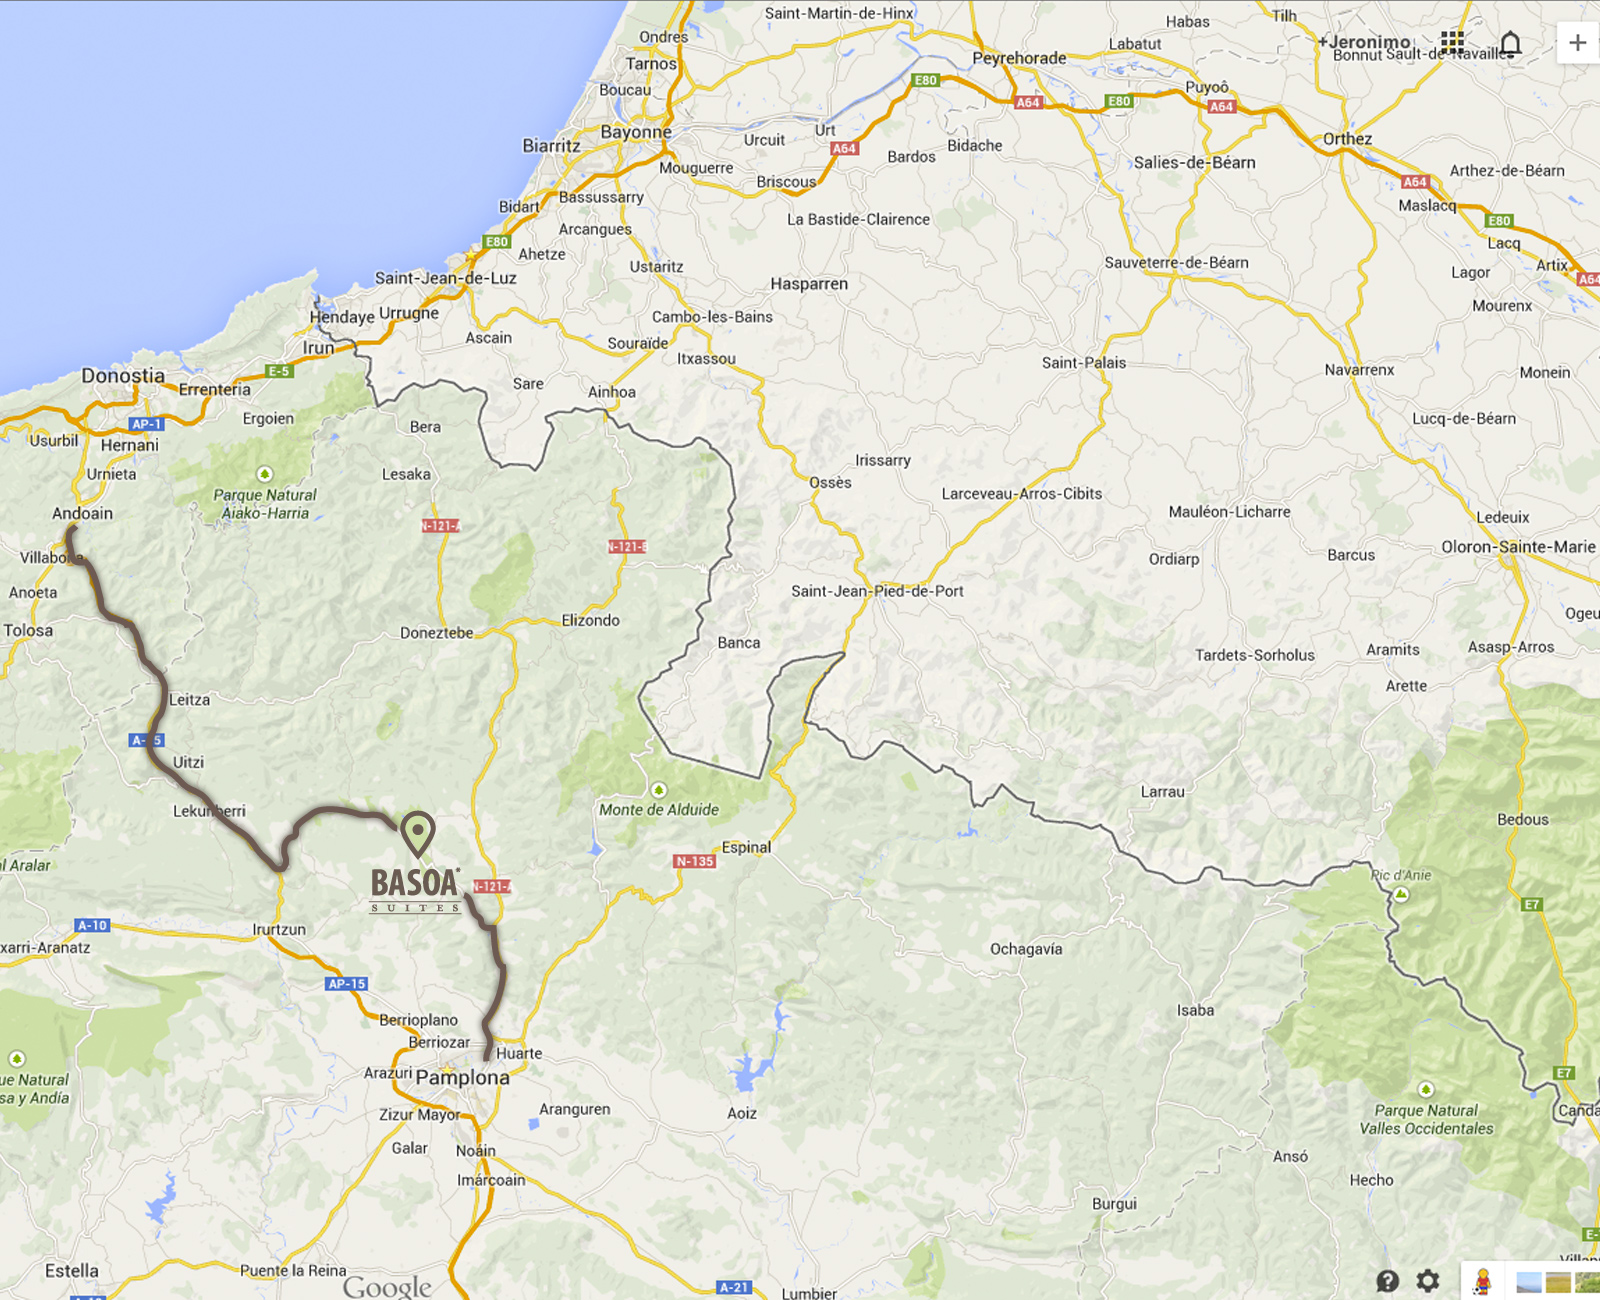 Saint-Martin-de-Hinx
Habas
Tilh
Ondres
+Jeronimo
Labatut
Bonnut
Sault-de-Navaille
Peyrehorade
Tarnos
E80
Puyoô
Boucau
A64
E80
A64
Bayonne
Urt
Urcuit
Orthez
Biarritz
A64
Bidache
Bardos
Mouguerre
Salies-de-Béarn
Arthez-de-Béarn
Briscous
A64
Bassussarry
Bidart
Maslacq
La Bastide-Clairence
E80
Arcangues
E80
Lacq
Ahetze
Ustaritz
Sauveterre-de-Béarn
Artix
Lagor
A64
Saint-Jean-de-Luz
Hasparren
Mourenx
Hendaye
Urrugne
Cambo-les-Bains
Ascain
Irun
Souraïde
Itxassou
Saint-Palais
E-5
Navarrenx
Monein
Donostia
Errenteria
Sare
Ainhoa
AP-1
Ergoien
Bera
Lucq-de-Béarn
Usurbil
Hernani
Urnieta
Lesaka
Irissarry
Ossès
Parque Natural
Aiako-Harria
Larceveau-Arros-Cibits
Andoain
Mauléon-Licharre
Ledeuix
N-121-A
N-121-B
Oloron-Sainte-Marie
Ordiarp
Barcus
Anoeta
Saint-Jean-Pied-de-Port
Tolosa
Elizondo
Doneztebe
Banca
Ogeu
Tardets-Sorholus
Aramits
Asasp-Arros
Leitza
Arette
Uitzi
Larrau
Lekunberri
Monte de Alduide
Bedous
Espinal
N-135
l Aralar
Pic d'Anie
BASOA
SUITES
N-121-A
E7
A-10
Irurtzun
xarri-Aranatz
Ochagavía
AP-15
Isaba
Berrioplano
Berriozar
Huarte
Arazuri
Pamplona
E7
ue Natural
sa y Andía
Zizur Mayor
Aranguren
Aoiz
Parque Natural
Valles Occidentales
Canda
Galar
Noáin
Ansó
Imárcoain
Hecho
Burgui
Estella
Puente la Reina
Google
A-21
Lumbier